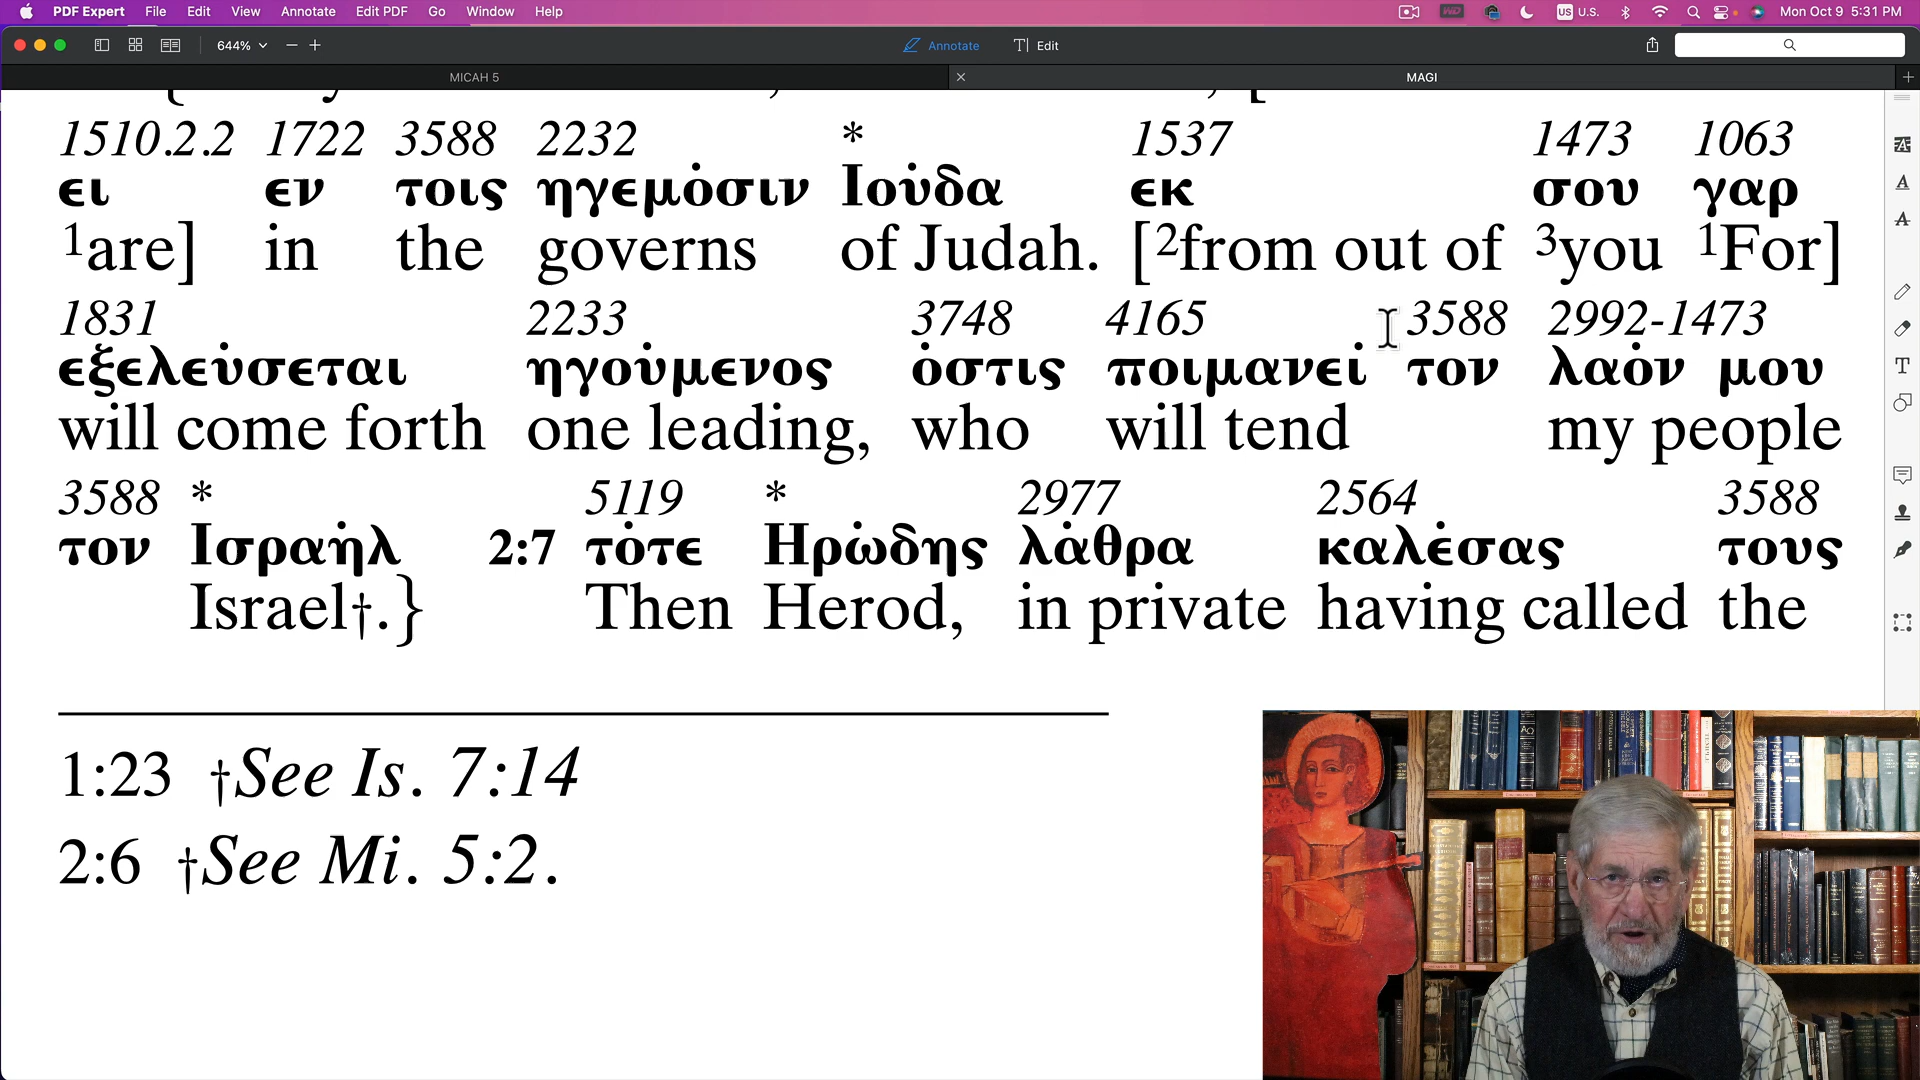 PDF Expert File Edit View Annotate Edit PDF Go Window Help US U.S. Mon Oct 9 5:31 PM
644% Annotate Edit
MICAH 5 MAGI
1510.2.2 1722 3588 2232 * 1537 1473 1063
ει εν τοις ηγεμόσιν Ιούδα εκ σου γαρ
¹are] in the governs of Judah. [²from out of ³you ¹For]
1831 2233 3748 4165 3588 2992-1473
εξελεύσεται ηγούμενος όστις ποιμανεί τον λαόν μου
will come forth one leading, who will tend my people
3588 * 5119 * 2977 2564 3588
τον Ισραήλ 2:7 τότε Ηρώδης λάθρα καλέσας τους
Israel†.} Then Herod, in private having called the
1:23 †See Is. 7:14
2:6 †See Mi. 5:2.